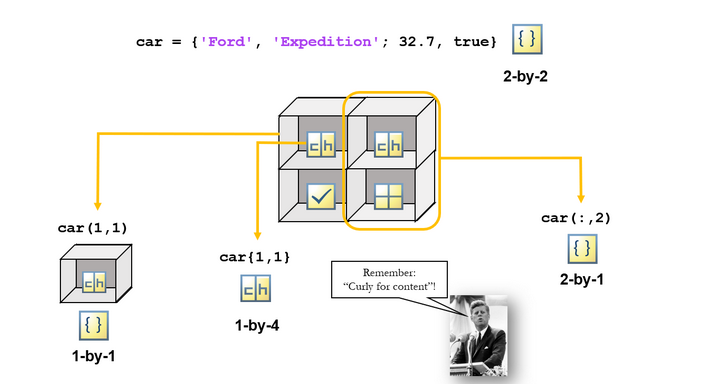 car = {'Ford', 'Expedition'; 32.7, true}
{ }
2-by-2
ch
ch
car(1,1)
ch
{ }
1-by-1
car{1,1}
ch
1-by-4
Remember:
“Curly for content”!
car(:,2)
{ }
2-by-1